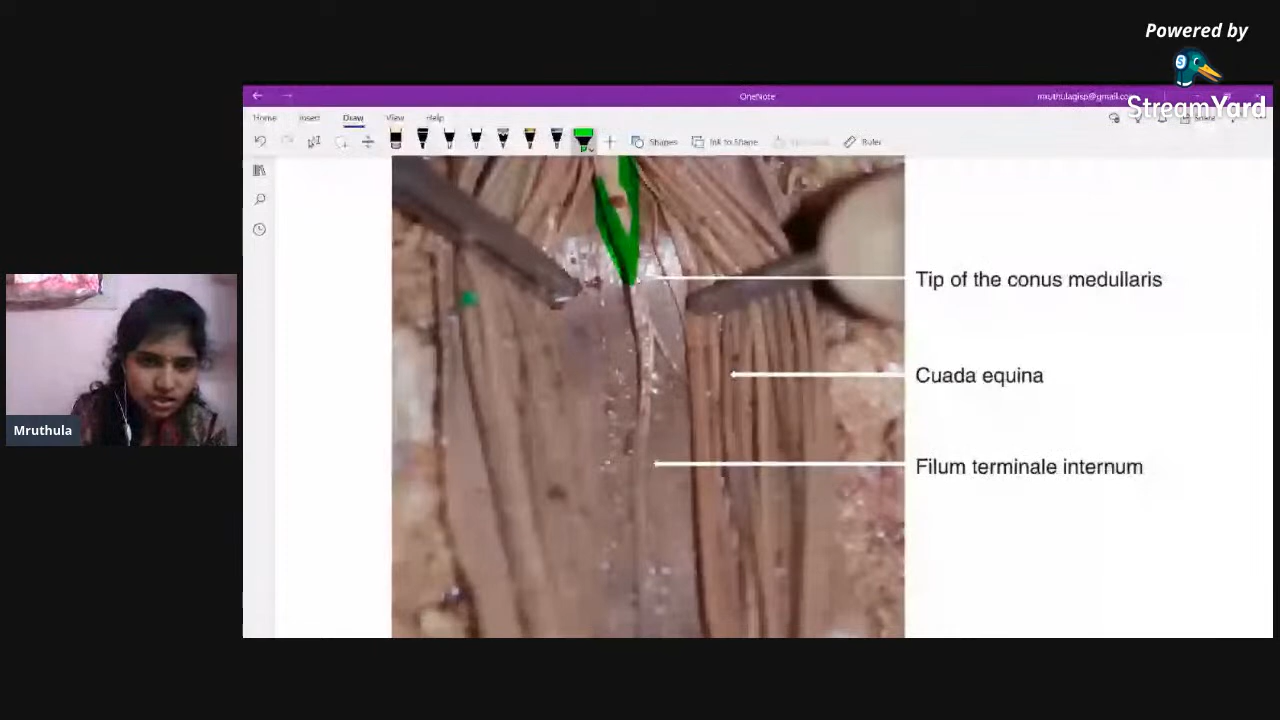 Powered by
StreamYard
OneNote
Home Insert Draw View Help
Shapes Ink to Shape Ruler
Tip of the conus medullaris
Cuada equina
Filum terminale internum
Mruthula